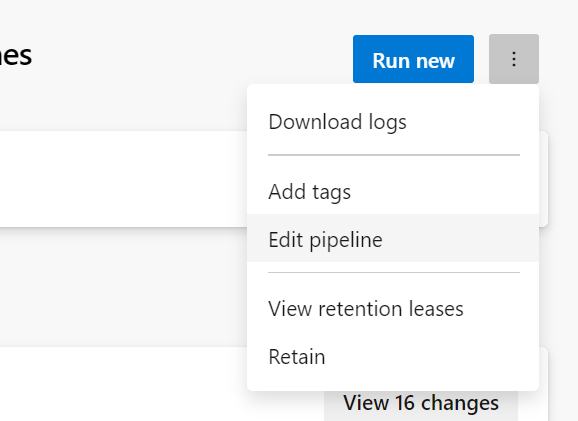 nes
Run new
Download logs
Add tags
Edit pipeline
View retention leases
Retain
View 16 changes